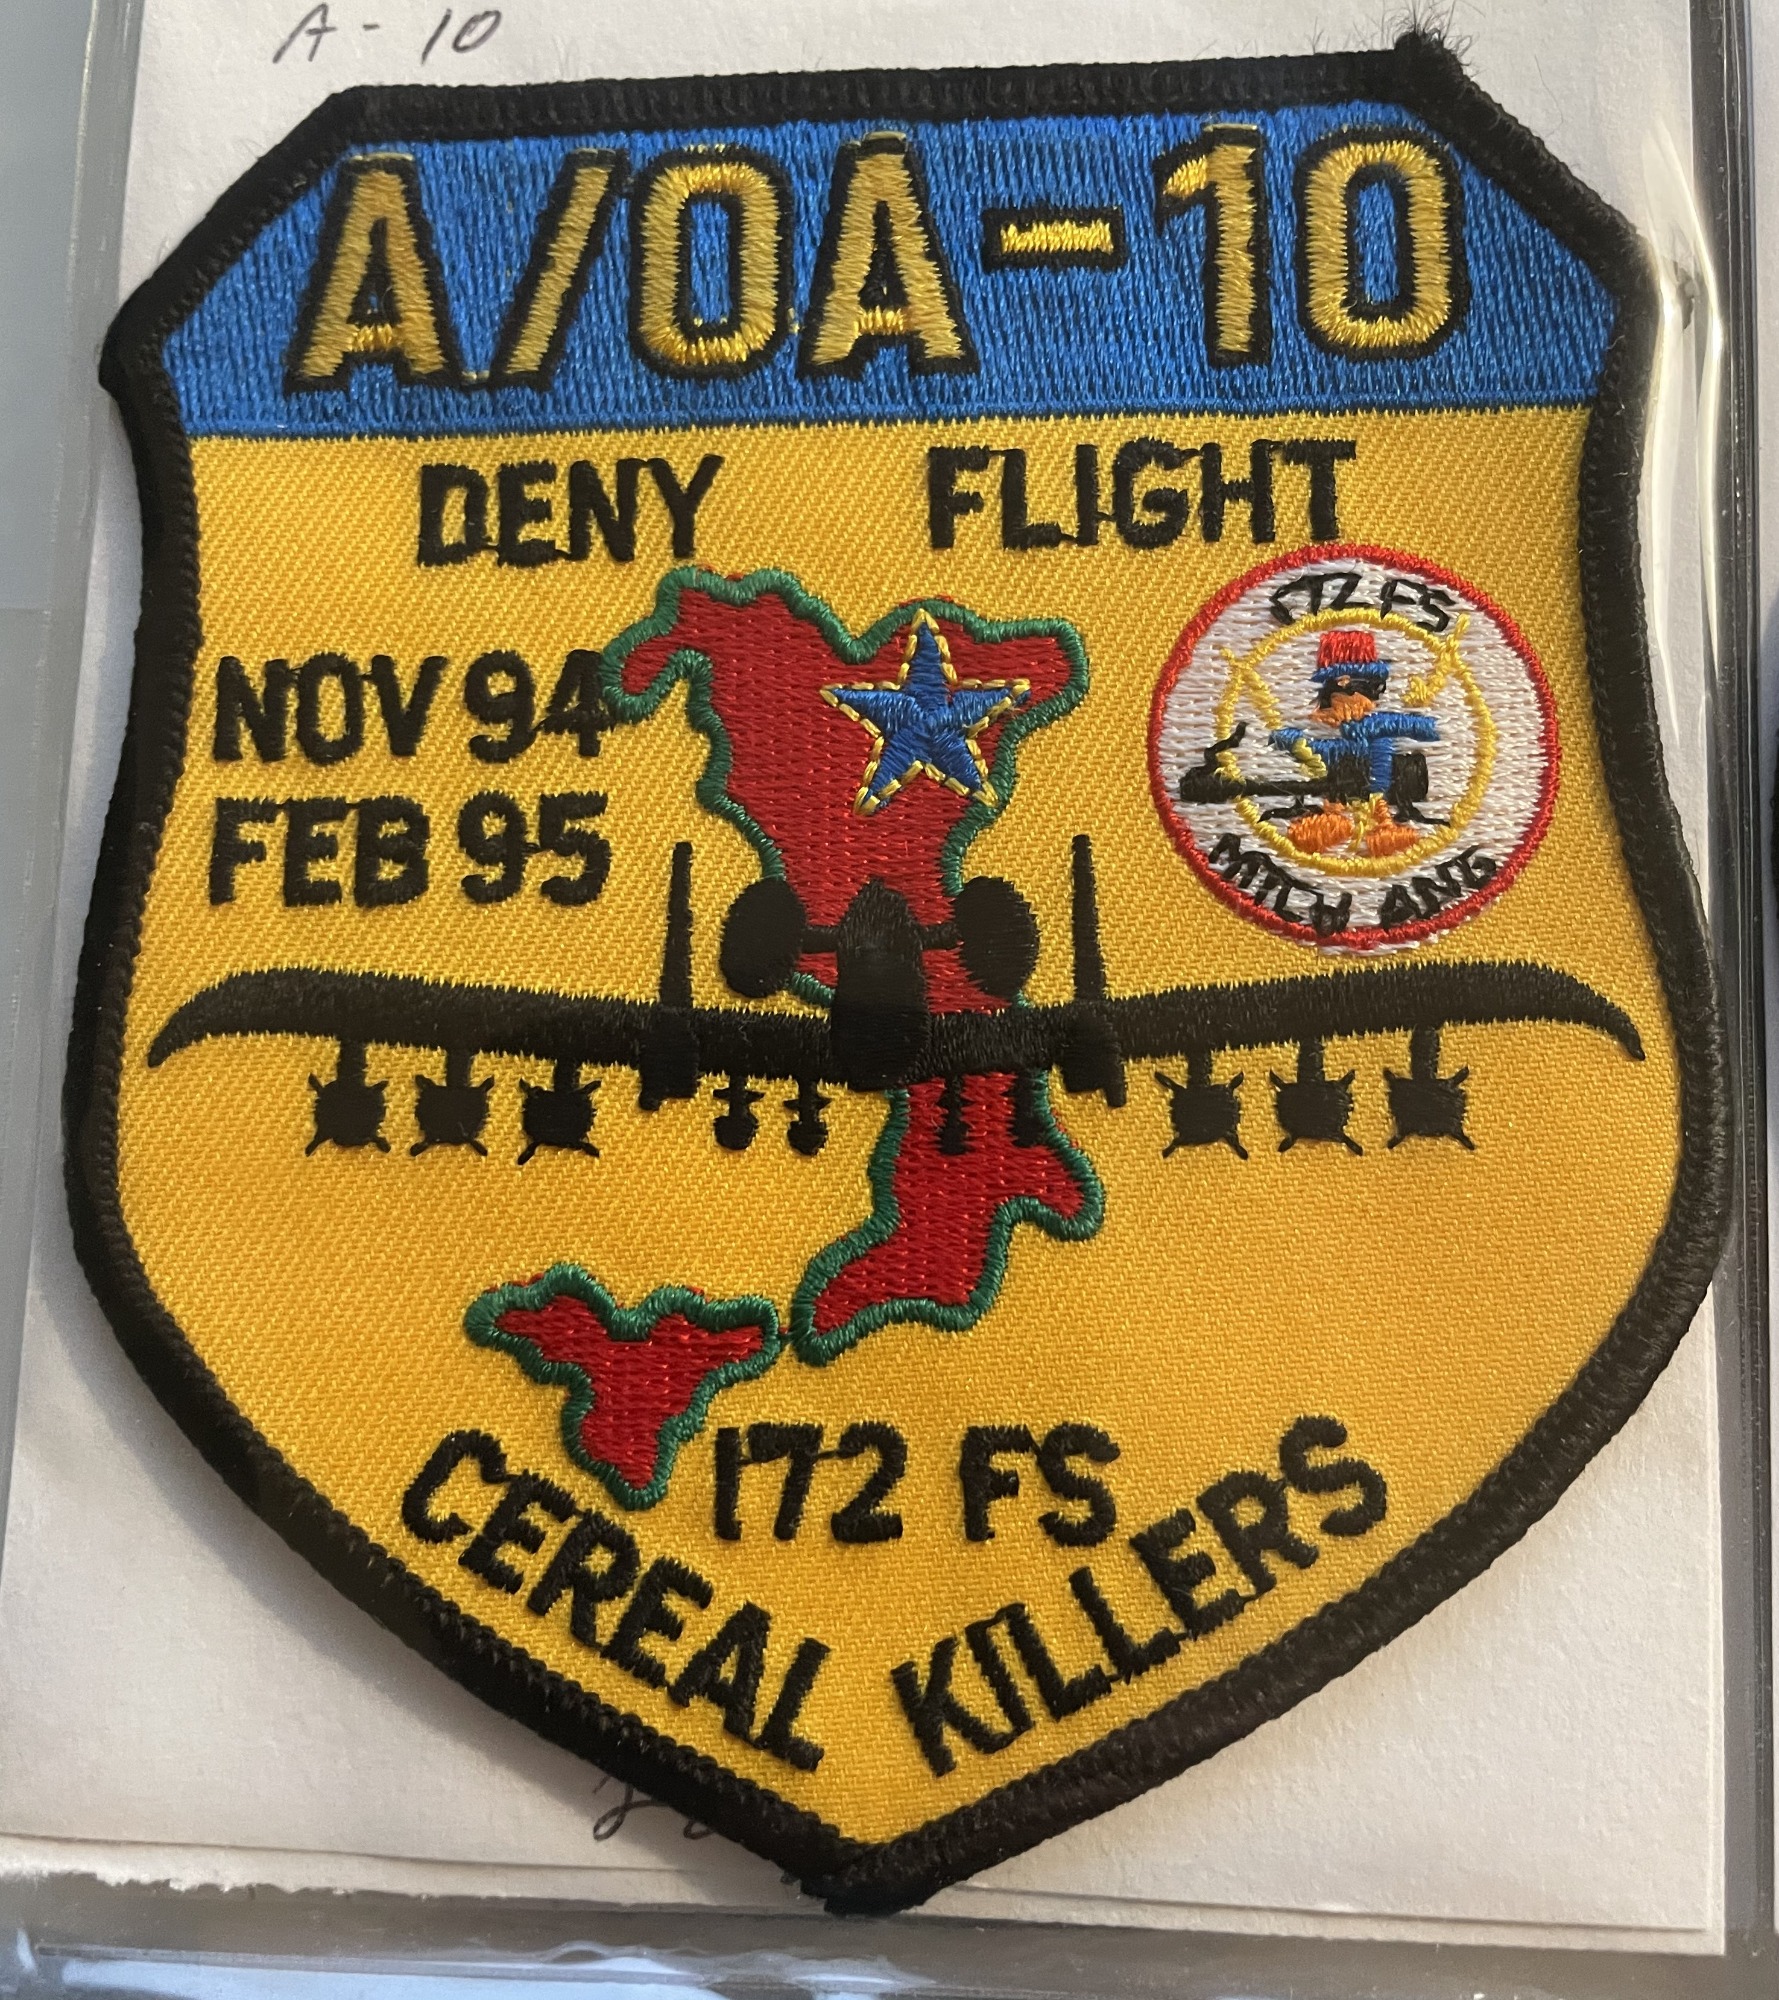 A-10
A/OA-10
DENY FLIGHT
NOV 94
FEB 95
172 FS
MICH ANG
172 FS
CEREAL KILLERS